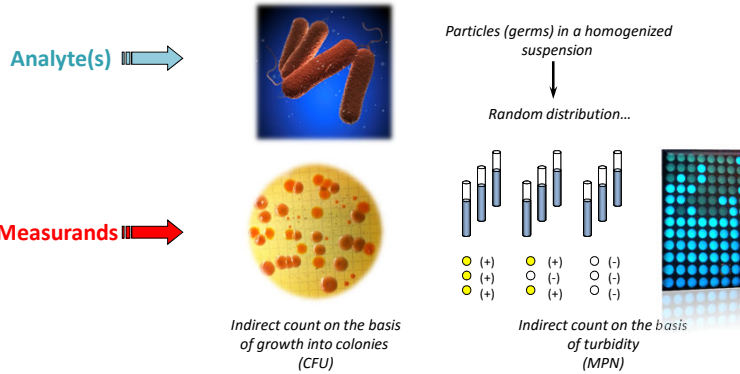 Analyte(s)
Particles (germs) in a homogenized
suspension
Random distribution…
Measurands
(+) (+) (-)
(+) (-) (-)
(+) (+) (-)
Indirect count on the basis
of growth into colonies
(CFU)
Indirect count on the basis
of turbidity
(MPN)